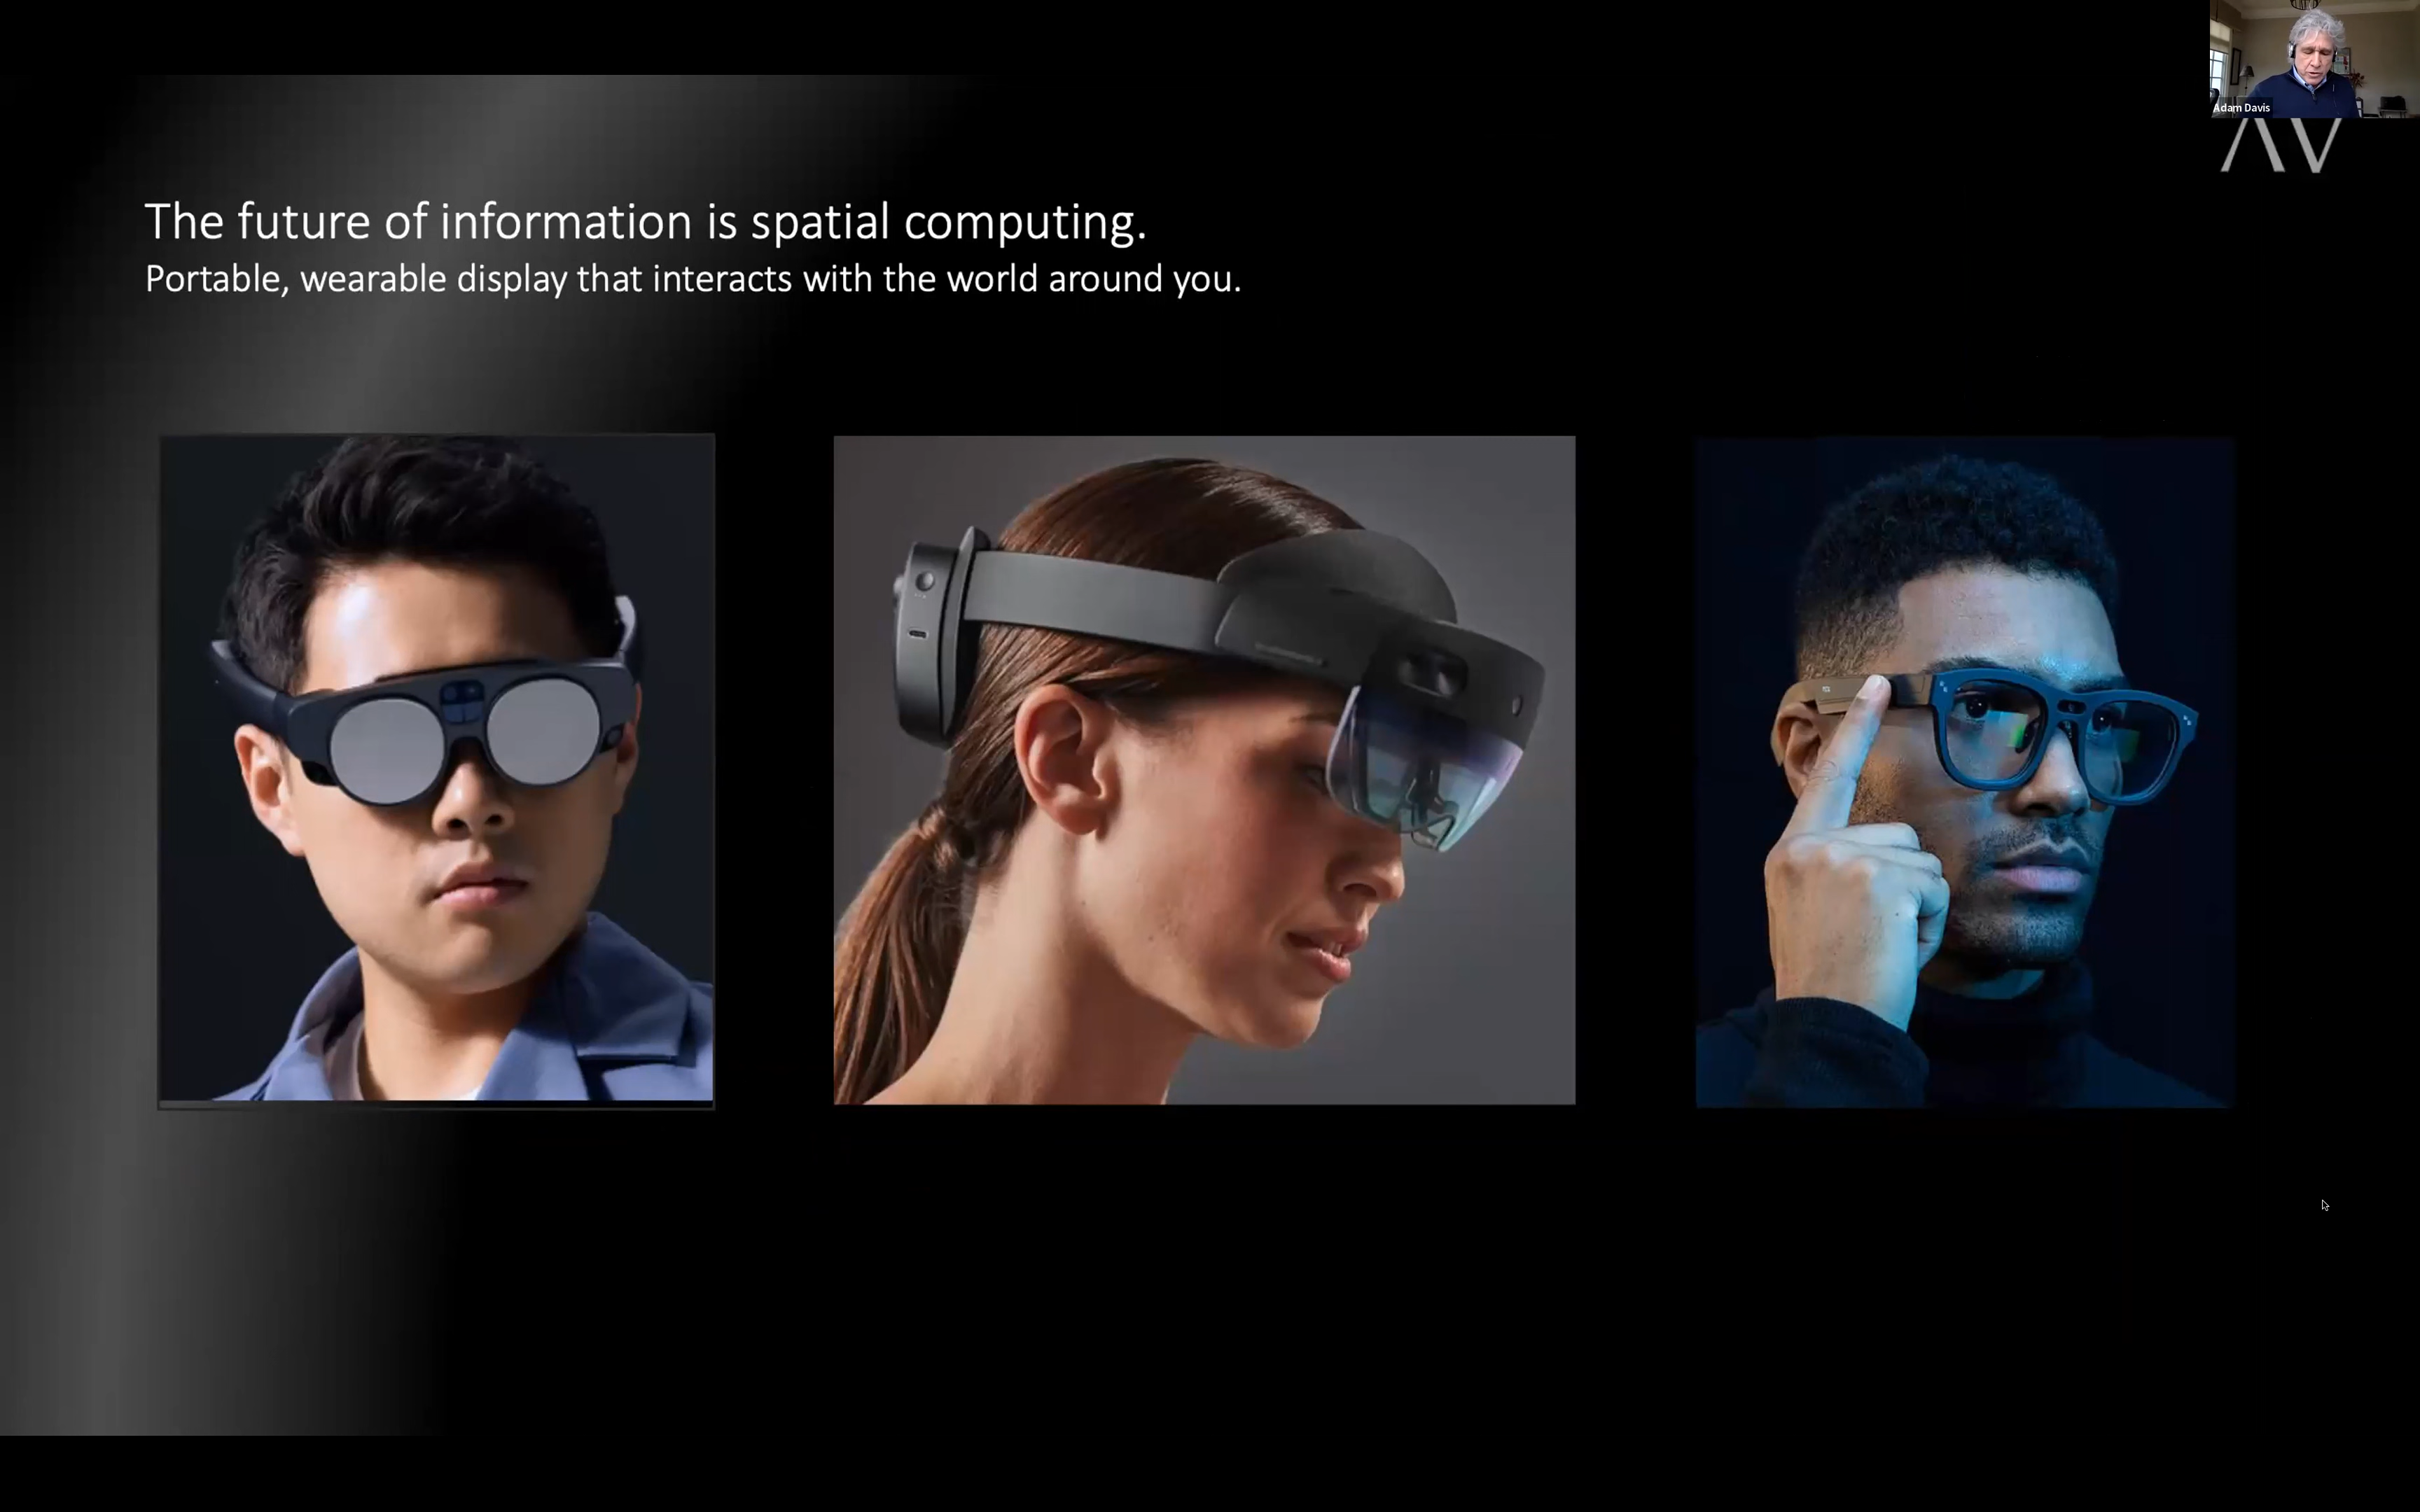 Adam Davis
The future of information is spatial computing.
Portable, wearable display that interacts with the world around you.